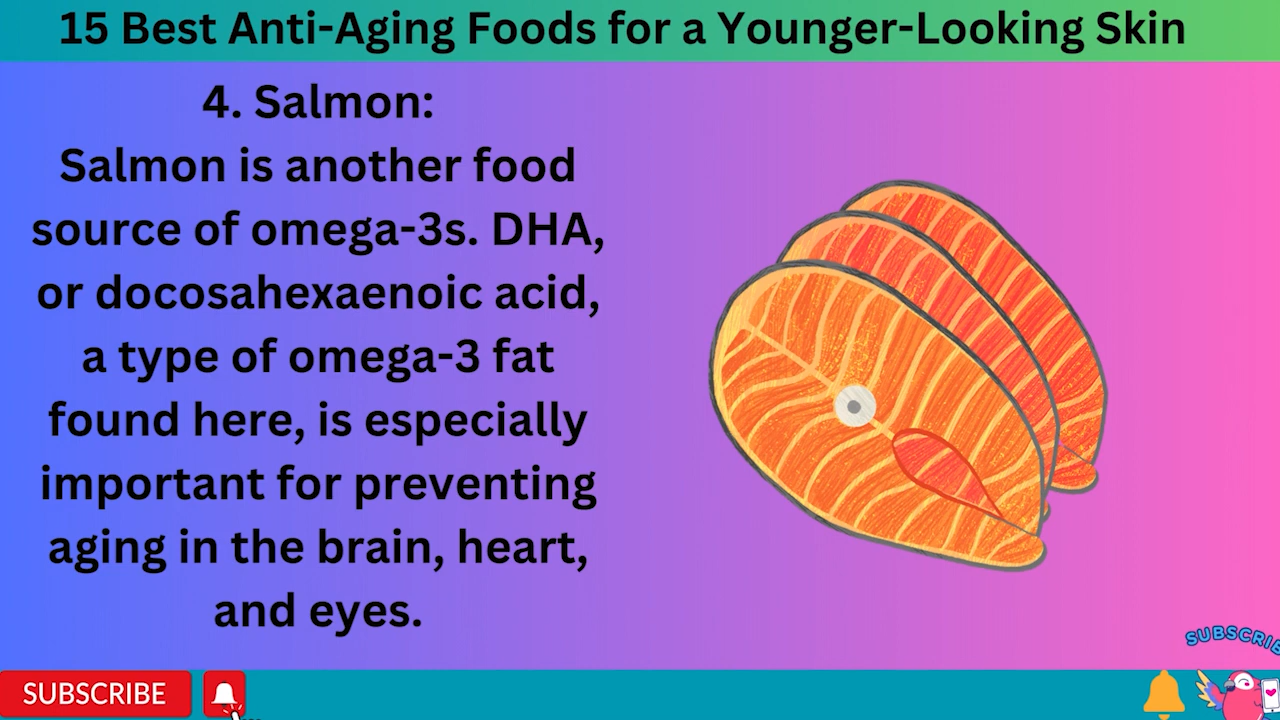 15 Best Anti-Aging Foods for a Younger-Looking Skin
4. Salmon:
Salmon is another food
source of omega-3s. DHA,
or docosahexaenoic acid,
a type of omega-3 fat
found here, is especially
important for preventing
aging in the brain, heart,
and eyes.
SUBSCRIBE
SUBSCRIBE